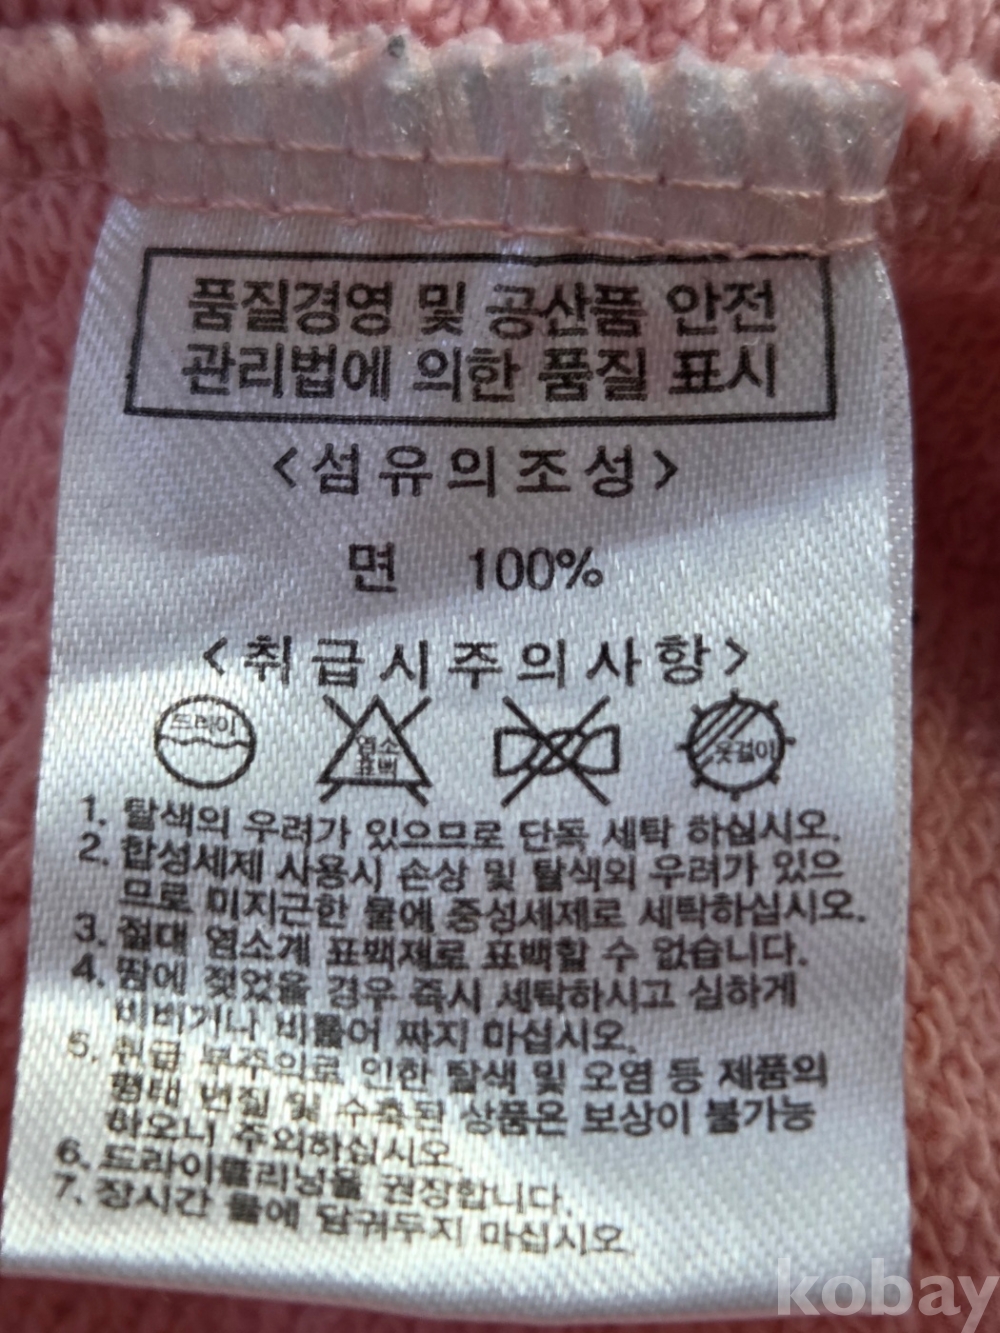 품질경영 및 공산품 안전
관리법에 의한 품질 표시
<섬유의조성>
면 100%
<취급시주의사항>
드라이
염소
표백
옷걸이
1. 탈색의 우려가 있으므로 단독 세탁 하십시오.
2. 합성세제 사용시 손상 및 탈색의 우려가 있으
므로 미지근한 물에 중성세제로 세탁하십시오.
3. 절대 염소계 표백제로 표백할 수 없습니다.
4. 땀에 젖었을 경우 즉시 세탁하시고 심하게
비비거나 비틀어 짜지 마십시오.
5. 취급 부주의로 인한 탈색 및 오염 등 제품의
형태 변질 및 수축된 상품은 보상이 불가능
하오니 주의하십시오.
6. 드라이클리닝을 권장합니다.
7. 장시간 물에 담궈두지 마십시오
kobay